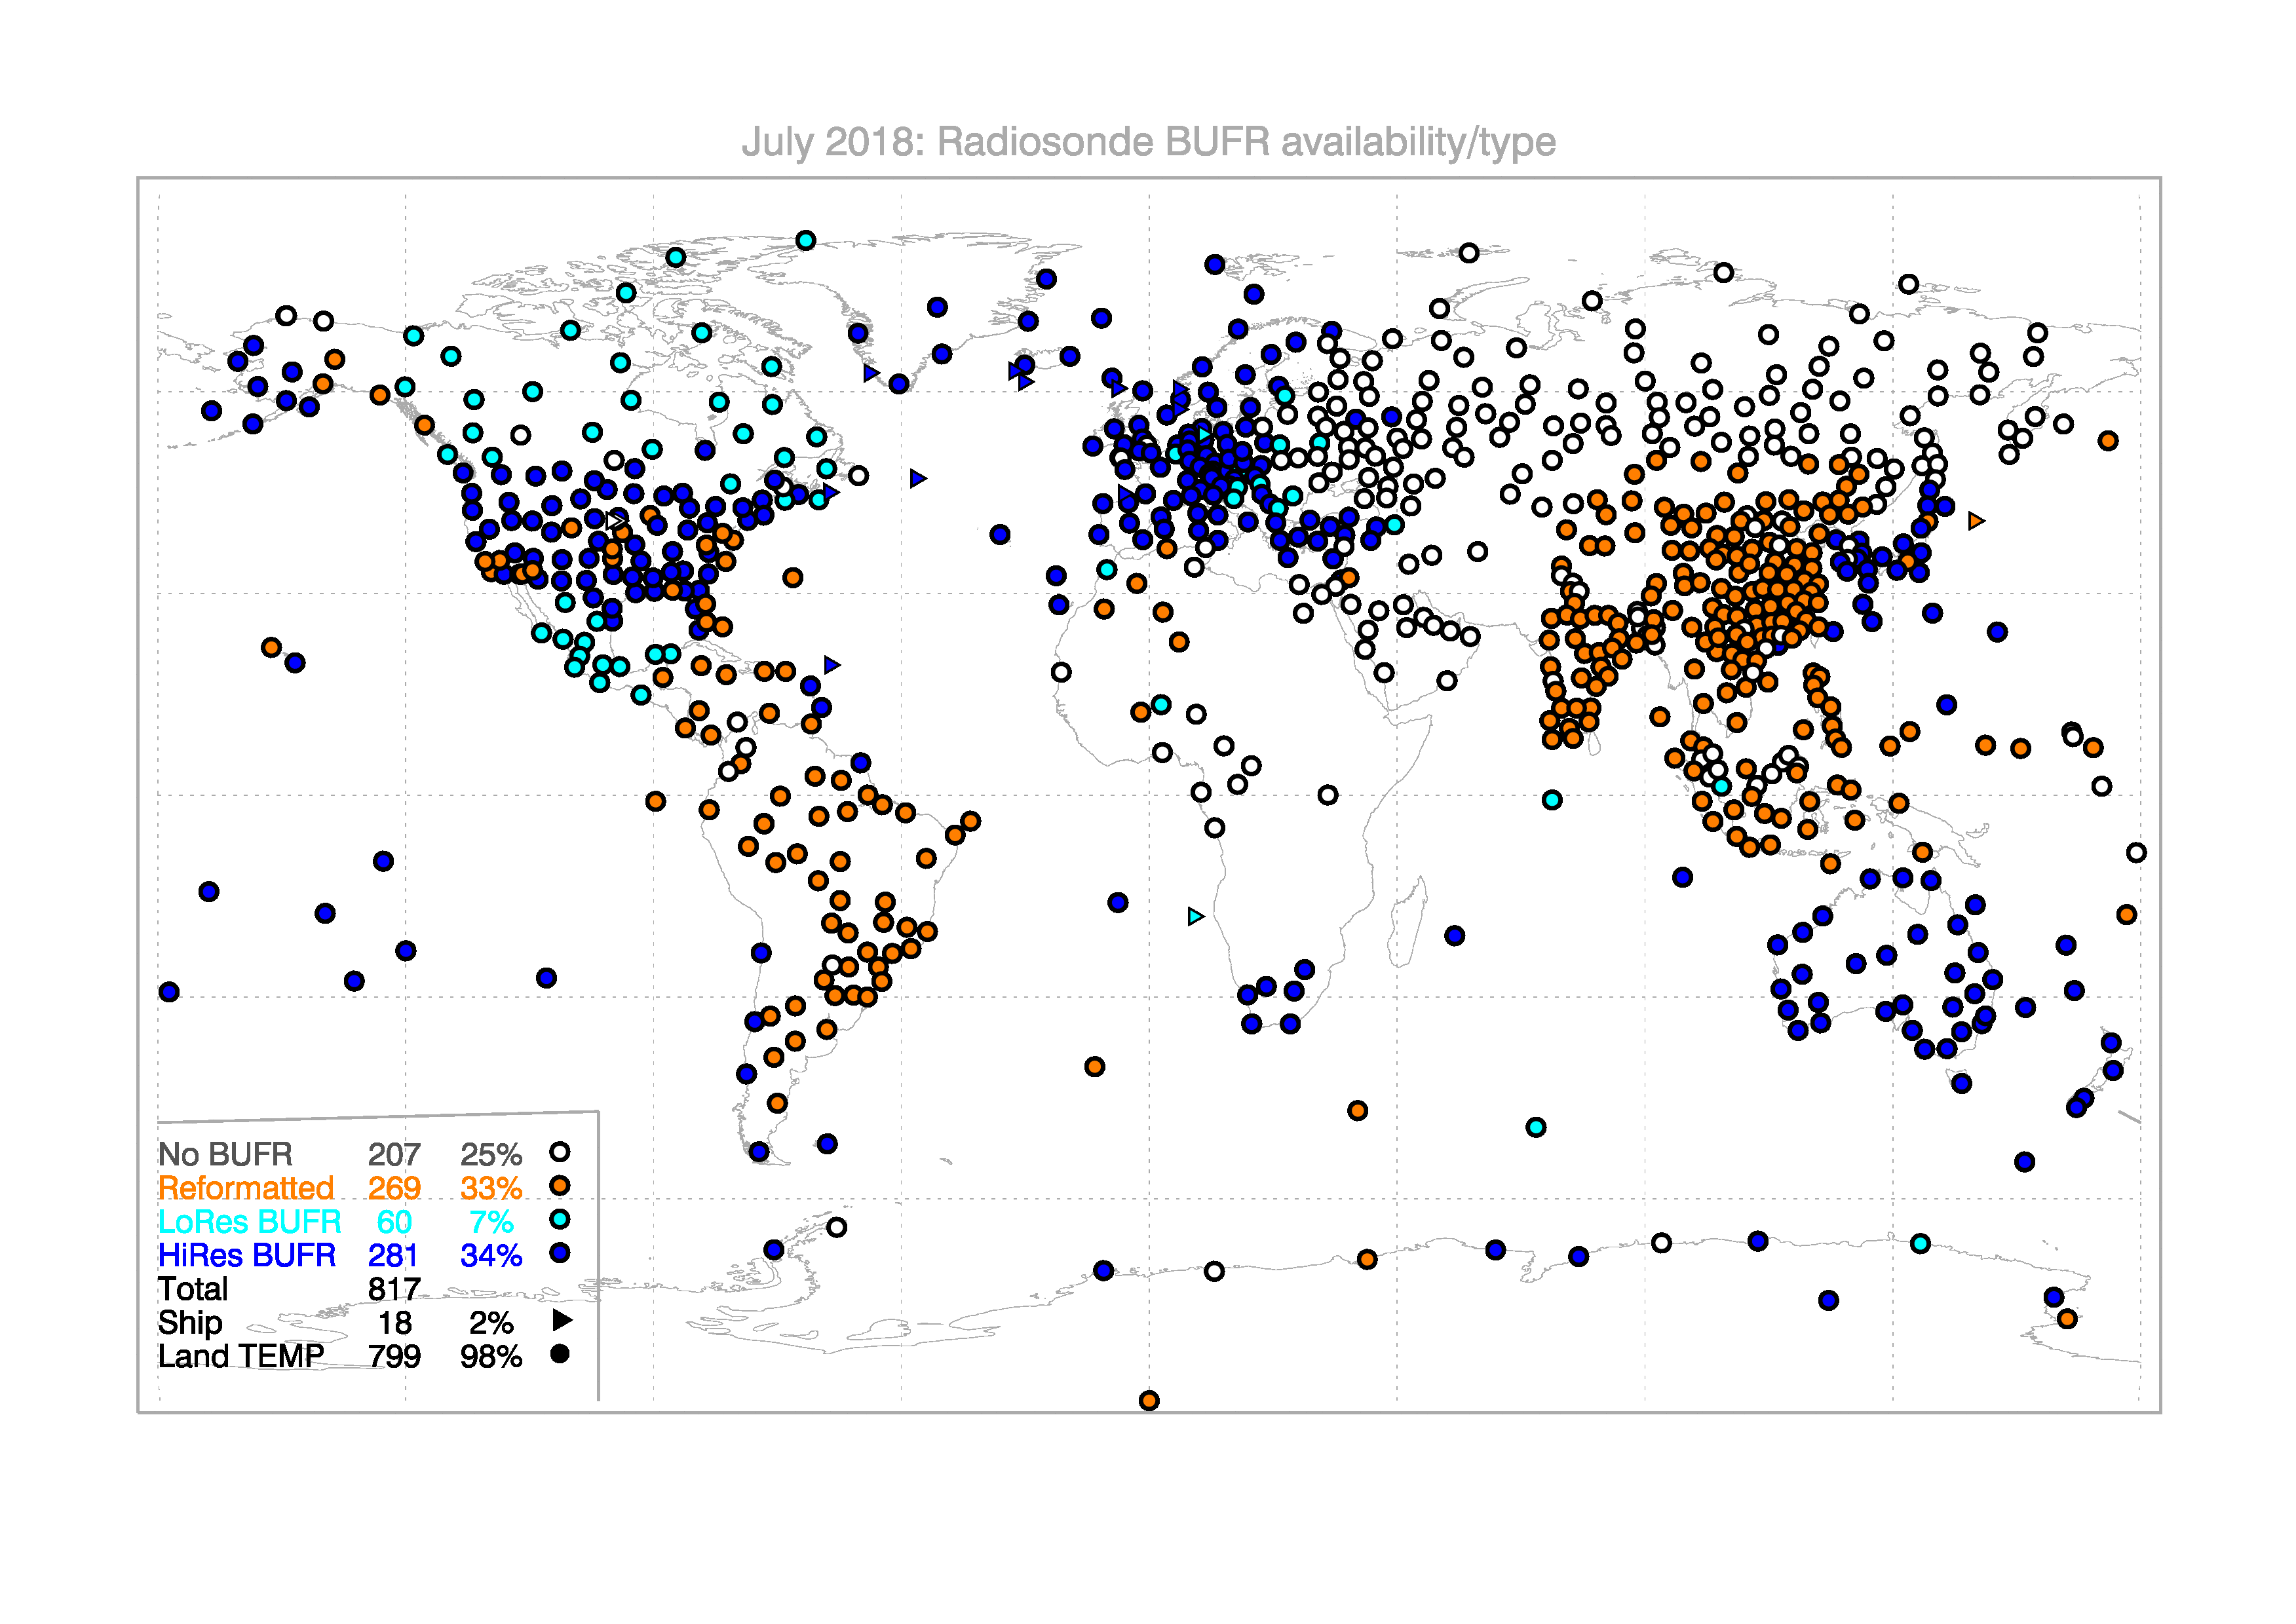 July 2018: Radiosonde BUFR availability/type
No BUFR 207 25%
Reformatted 269 33%
LoRes BUFR 60 7%
HiRes BUFR 281 34%
Total 817
Ship 18 2%
Land TEMP 799 98%